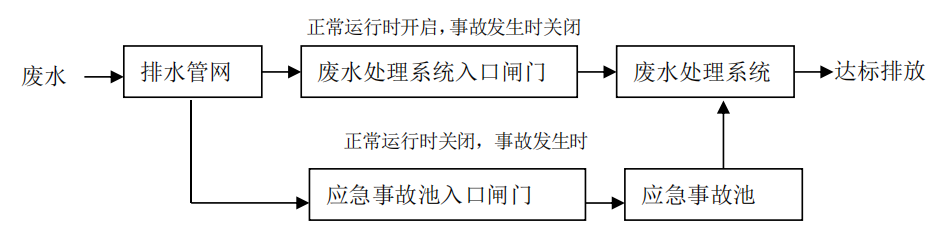 正常运行时开启，事故发生时关闭
废水 排水管网 废水处理系统入口闸门 废水处理系统 达标排放
正常运行时关闭，事故发生时
应急事故池入口闸门 应急事故池